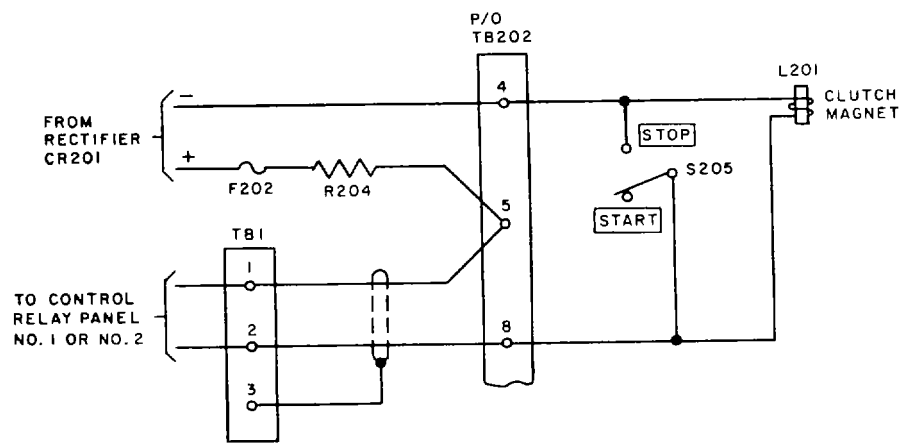 P/O
TB202
4
L201
CLUTCH
MAGNET
−
FROM
RECTIFIER
CR201
STOP
+
F202
R204
S205
START
5
TB1
1
TO CONTROL
RELAY PANEL
NO. 1 OR NO. 2
2
8
3